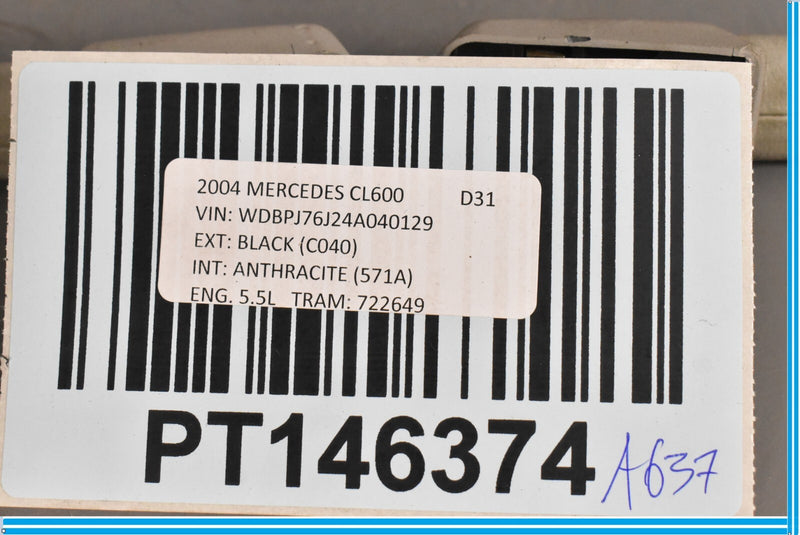 2004 MERCEDES CL600 D31
VIN: WDBPJ76J24A040129
EXT: BLACK (C040)
INT: ANTHRACITE (571A)
ENG. 5.5L TRAM: 722649
PT146374
A637